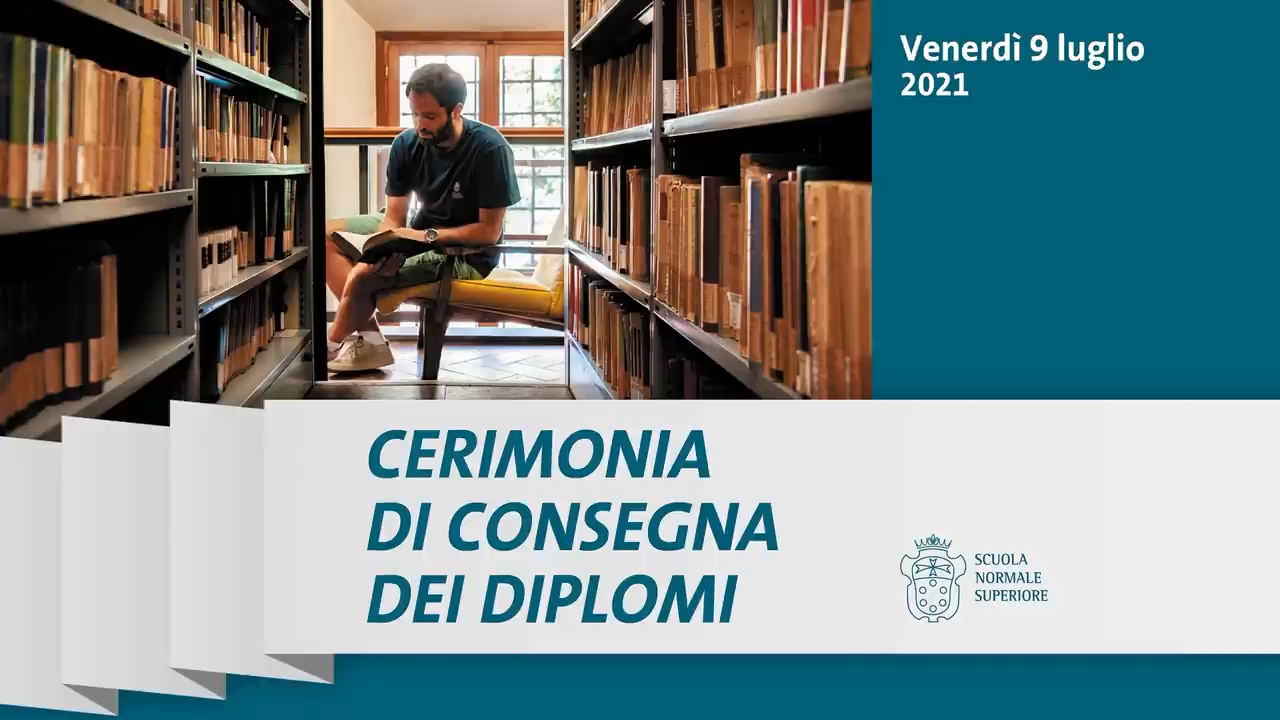 Venerdì 9 luglio
2021
CERIMONIA
DI CONSEGNA
DEI DIPLOMI
SCUOLA
NORMALE
SUPERIORE